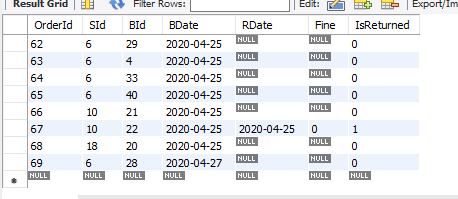 Result Grid Filter Rows: Edit: Export/Im
OrderId SId BId BDate RDate Fine IsReturned
62 6 29 2020-04-25 NULL NULL 0
63 6 4 2020-04-25 NULL NULL 0
64 6 33 2020-04-25 NULL NULL 0
65 6 40 2020-04-25 NULL NULL 0
66 10 21 2020-04-25 NULL NULL 0
67 10 22 2020-04-25 2020-04-25 0 1
68 18 20 2020-04-25 NULL NULL 0
69 6 28 2020-04-27 NULL NULL 0
NULL NULL NULL NULL NULL NULL NULL